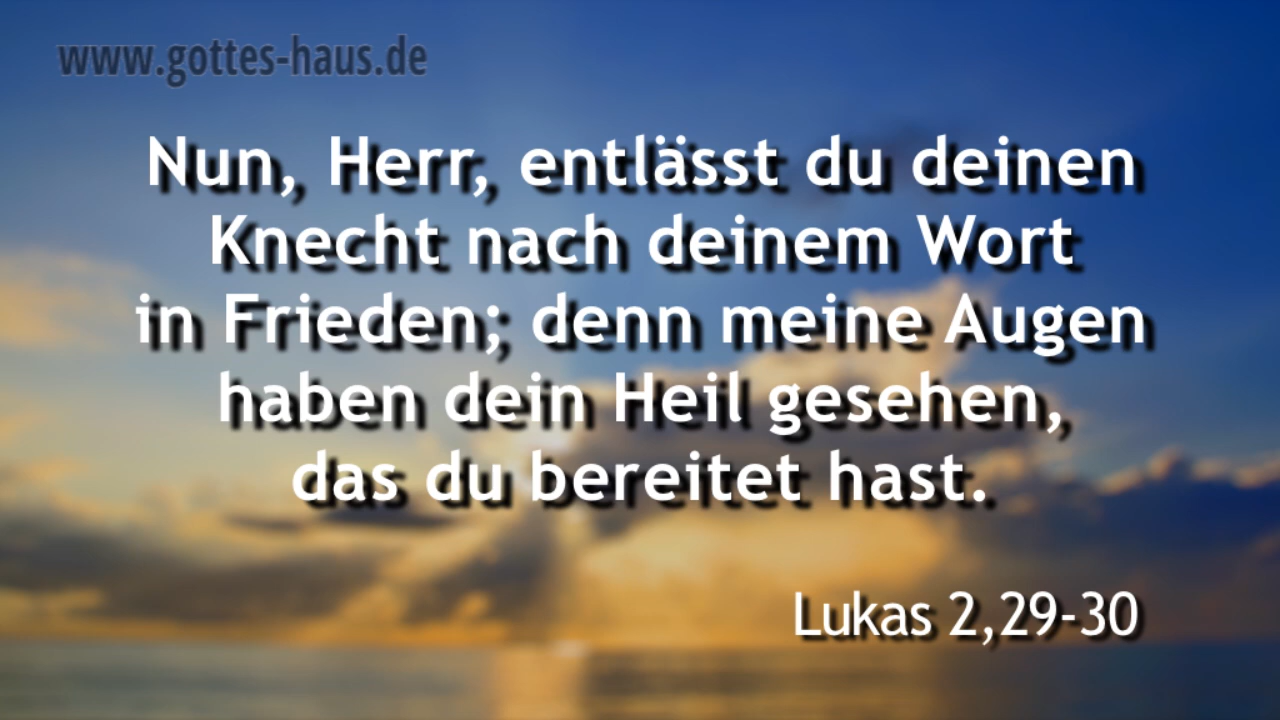 www.gottes-haus.de
Nun, Herr, entlässt du deinen
Knecht nach deinem Wort
in Frieden; denn meine Augen
haben dein Heil gesehen,
das du bereitet hast.
Lukas 2,29-30